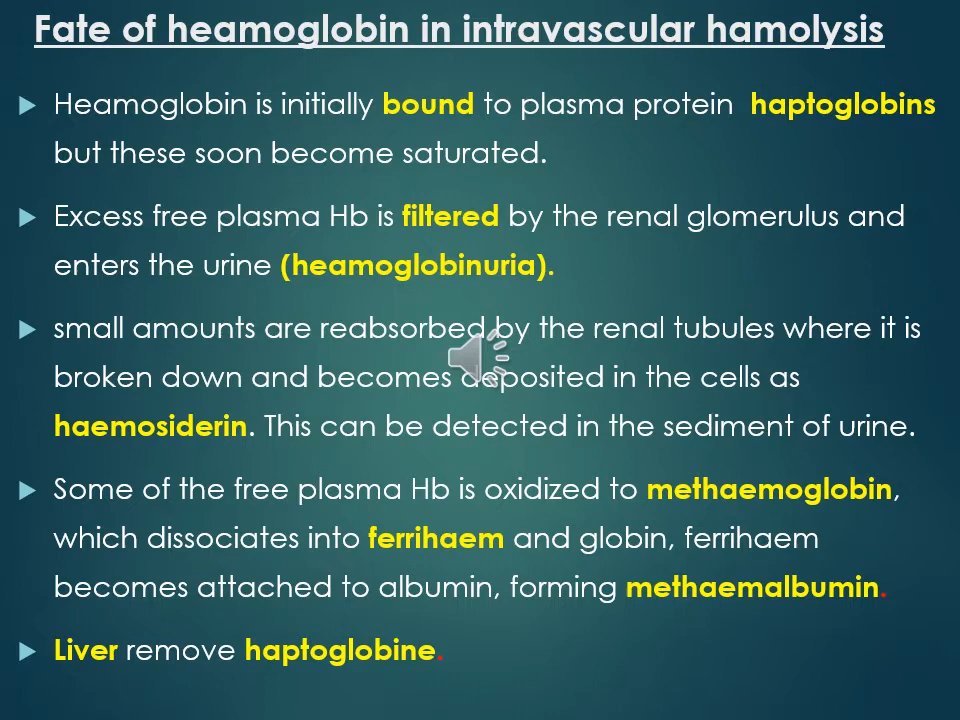 Fate of heamoglobin in intravascular hamolysis
Heamoglobin is initially bound to plasma protein haptoglobins
but these soon become saturated.
Excess free plasma Hb is filtered by the renal glomerulus and
enters the urine (heamoglobinuria).
small amounts are reabsorbed by the renal tubules where it is
broken down and becomes deposited in the cells as
haemosiderin. This can be detected in the sediment of urine.
Some of the free plasma Hb is oxidized to methaemoglobin,
which dissociates into ferrihaem and globin, ferrihaem
becomes attached to albumin, forming methaemalbumin.
Liver remove haptoglobine.